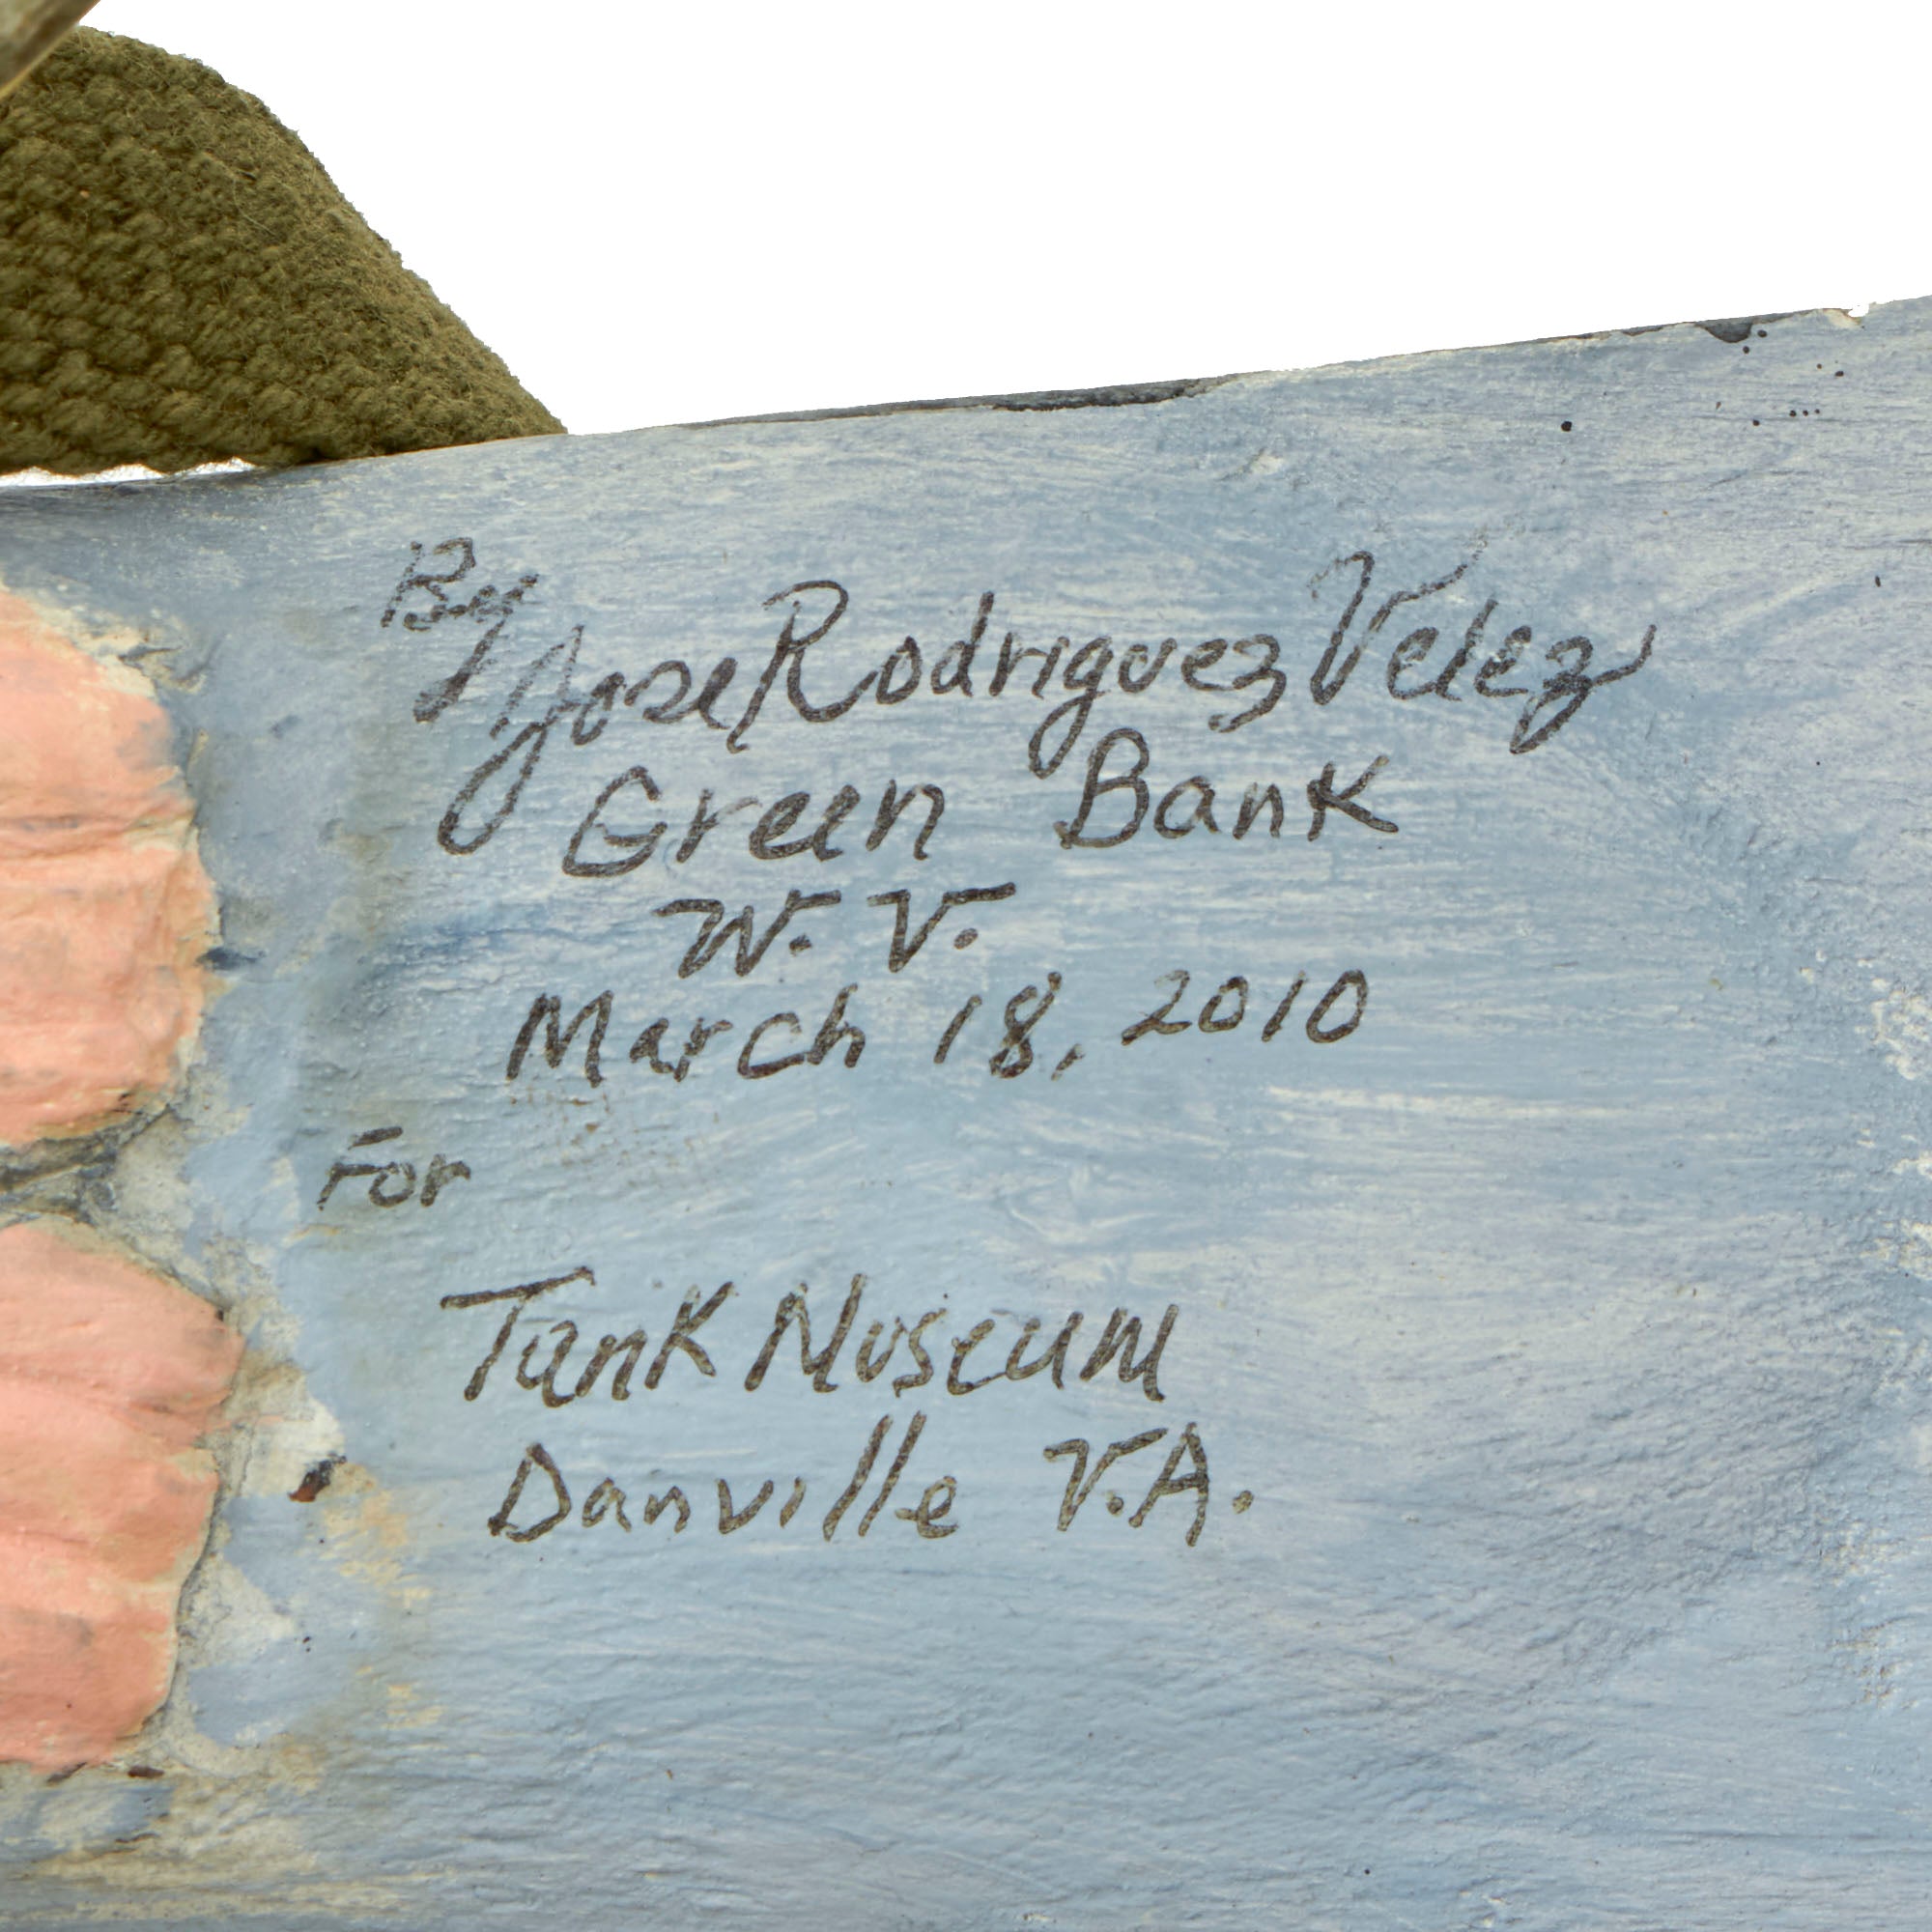 By
Jose Rodriguez Velez
Green Bank
W. V.
March 18, 2010
For
Tank Museum
Danville V.A.